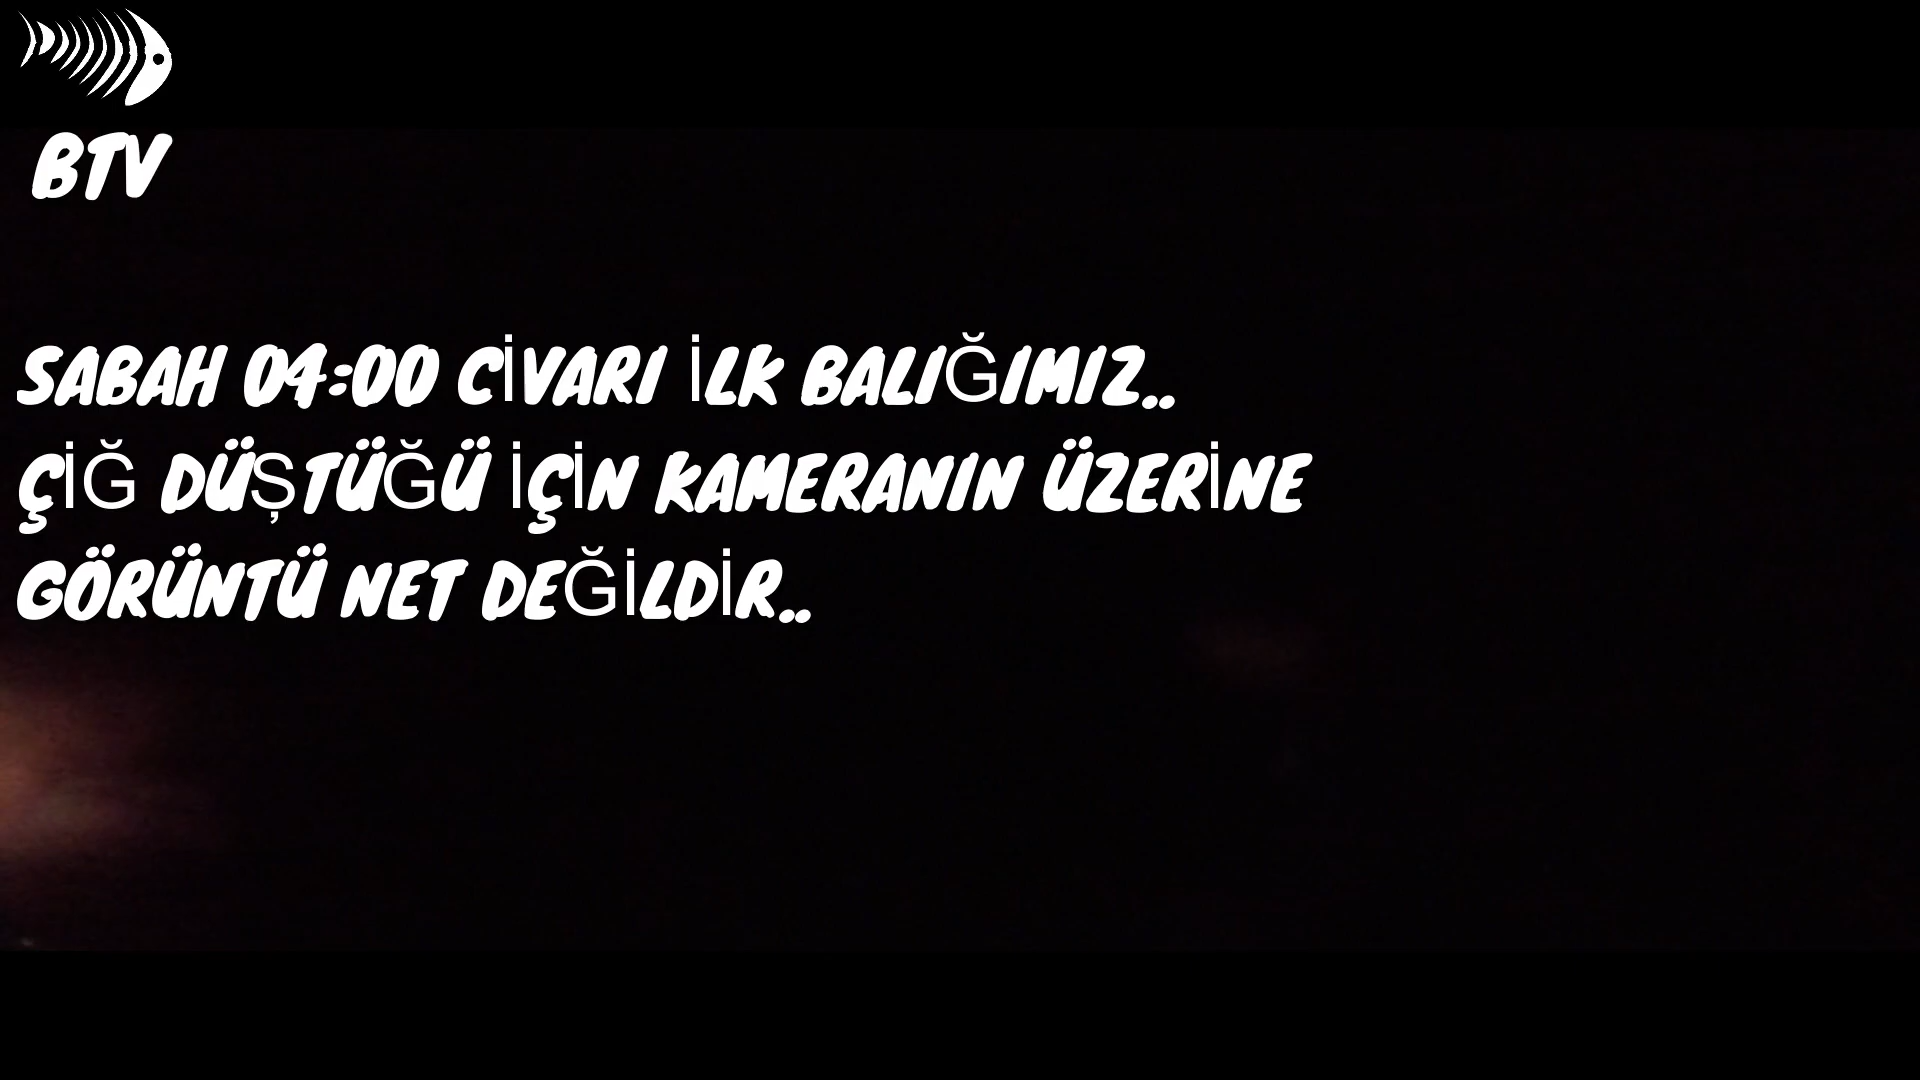 BTV
SABAH 04:00 CİVARI İLK BALIĞIMIZ..
ÇİĞ DÜŞTÜĞÜ İÇİN KAMERANIN ÜZERİNE
GÖRÜNTÜ NET DEĞİLDİR..